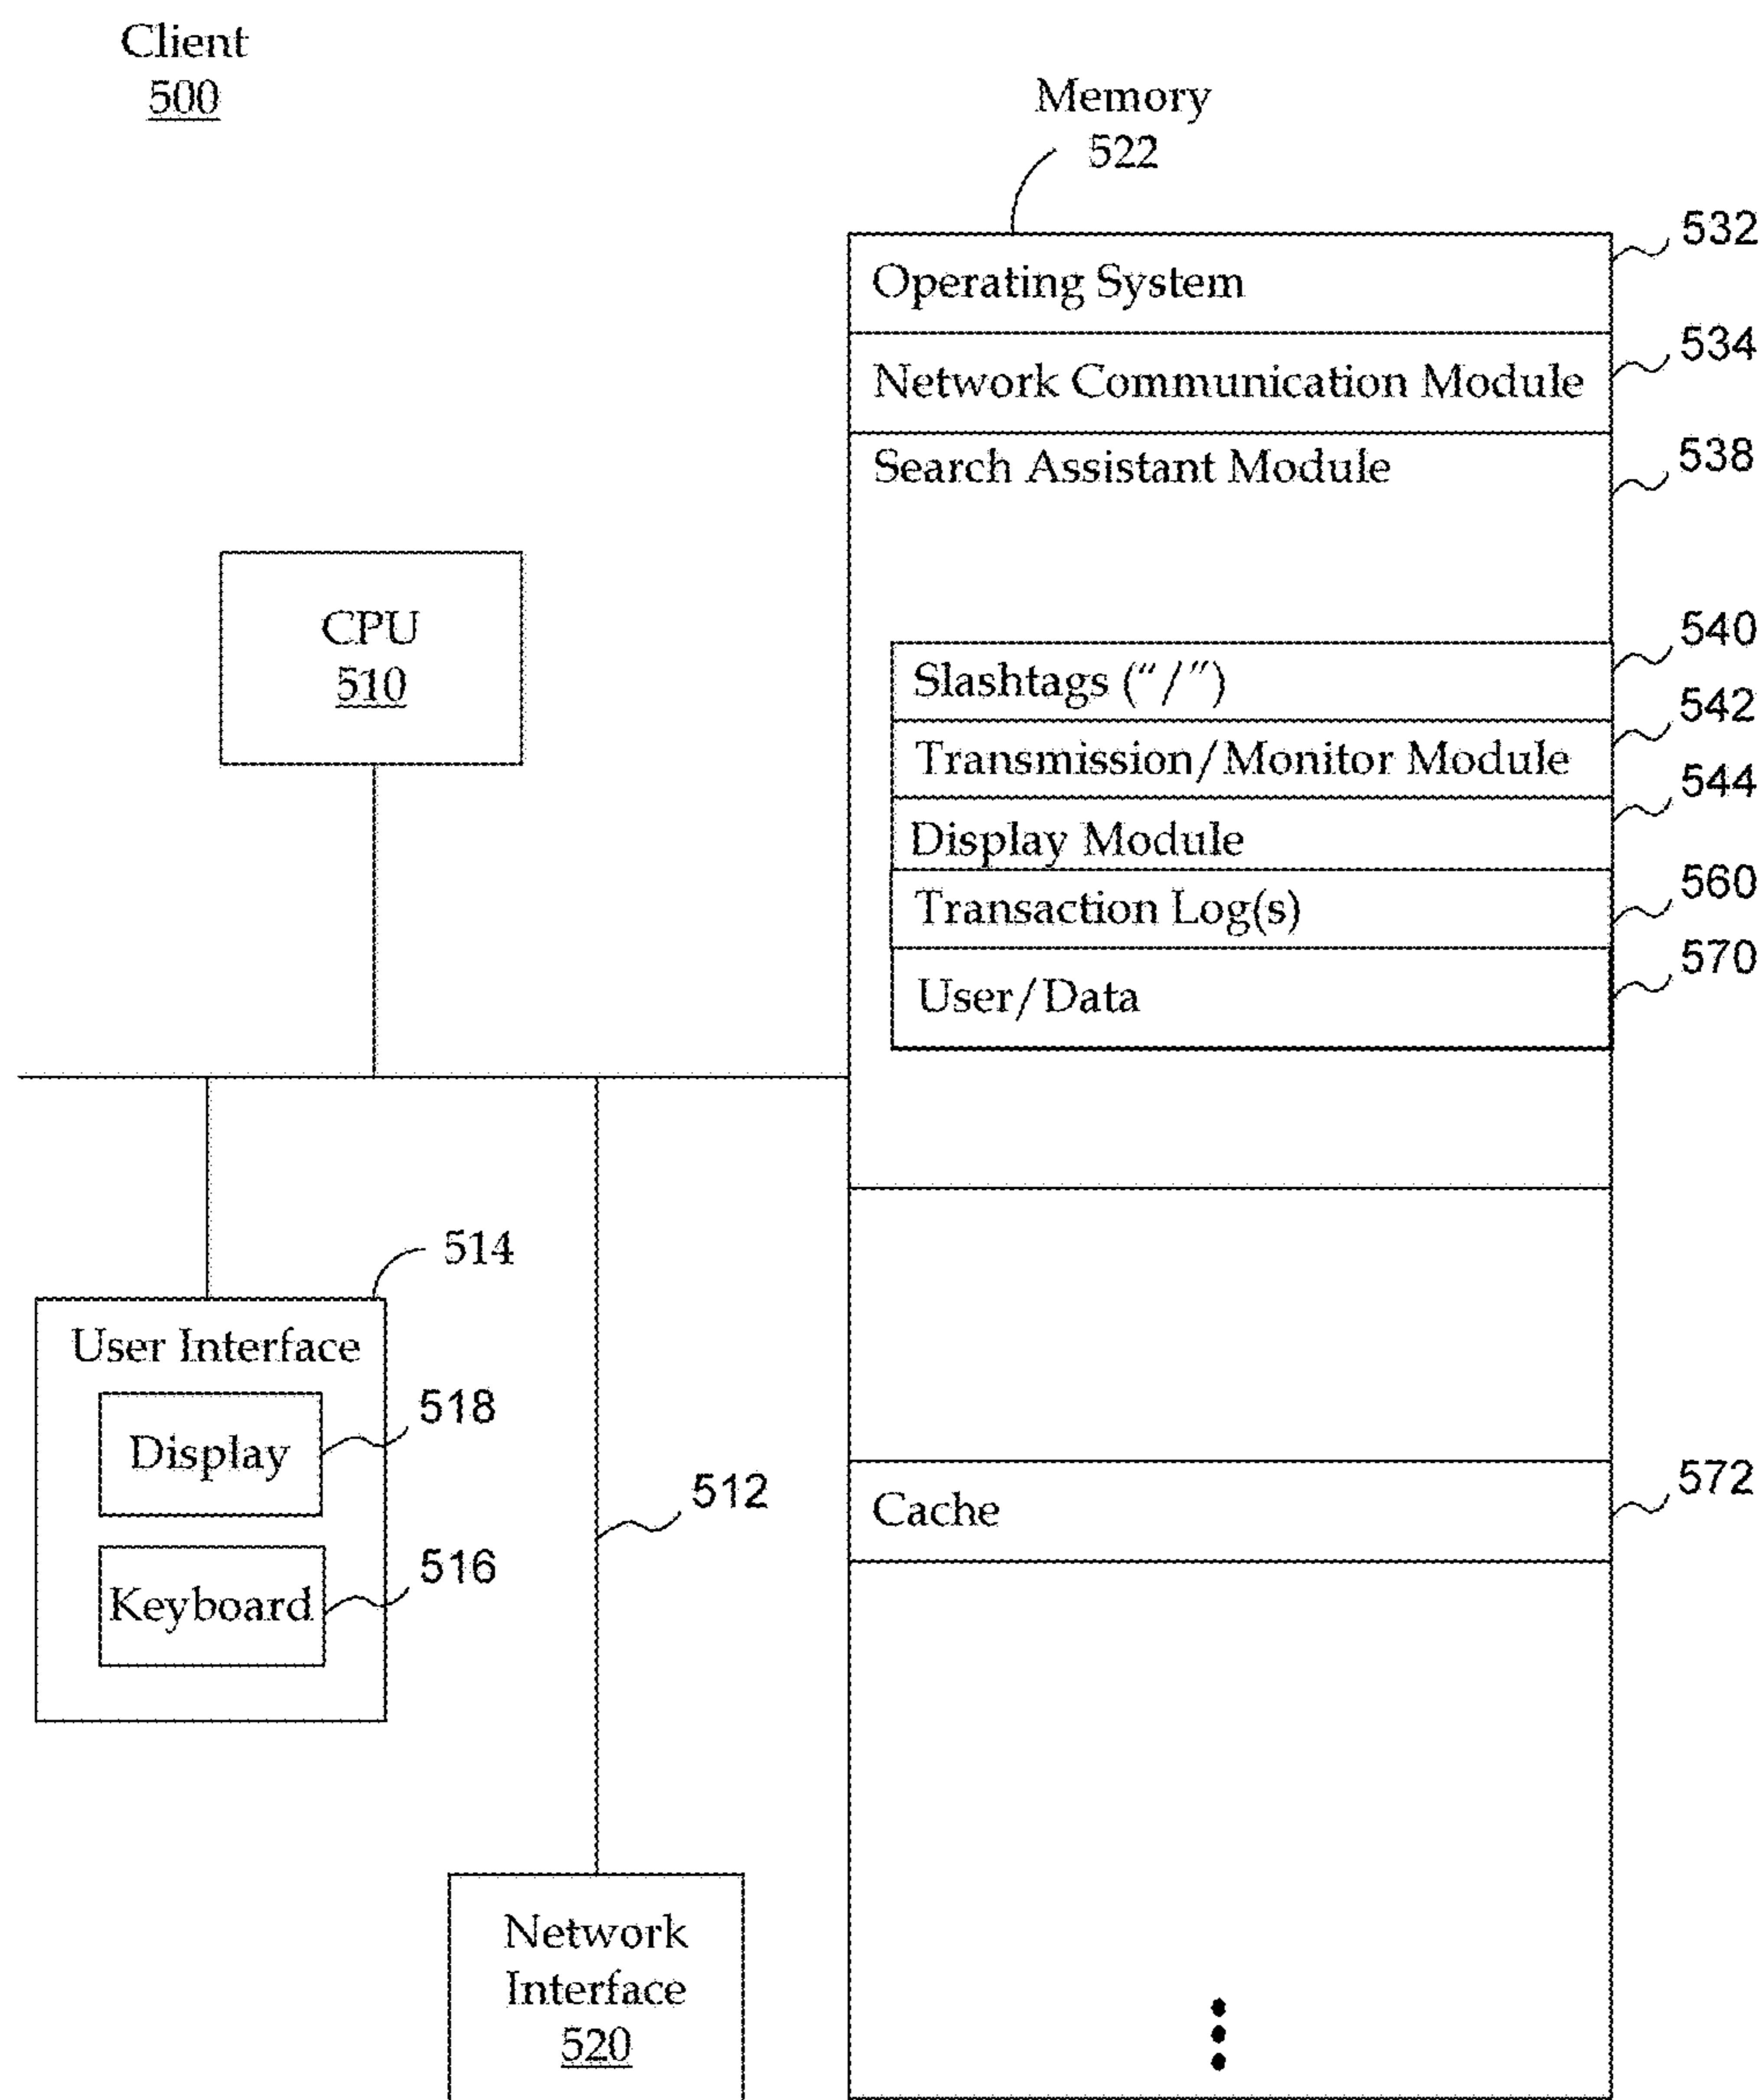 Client
500
Memory
522
Operating System
532
Network Communication Module
534
Search Assistant Module
538
CPU
510
Slashtags ("/")
540
Transmission/Monitor Module
542
Display Module
544
Transaction Log(s)
560
User/Data
570
514
User Interface
Display
518
Keyboard
516
512
Cache
572
Network
Interface
520